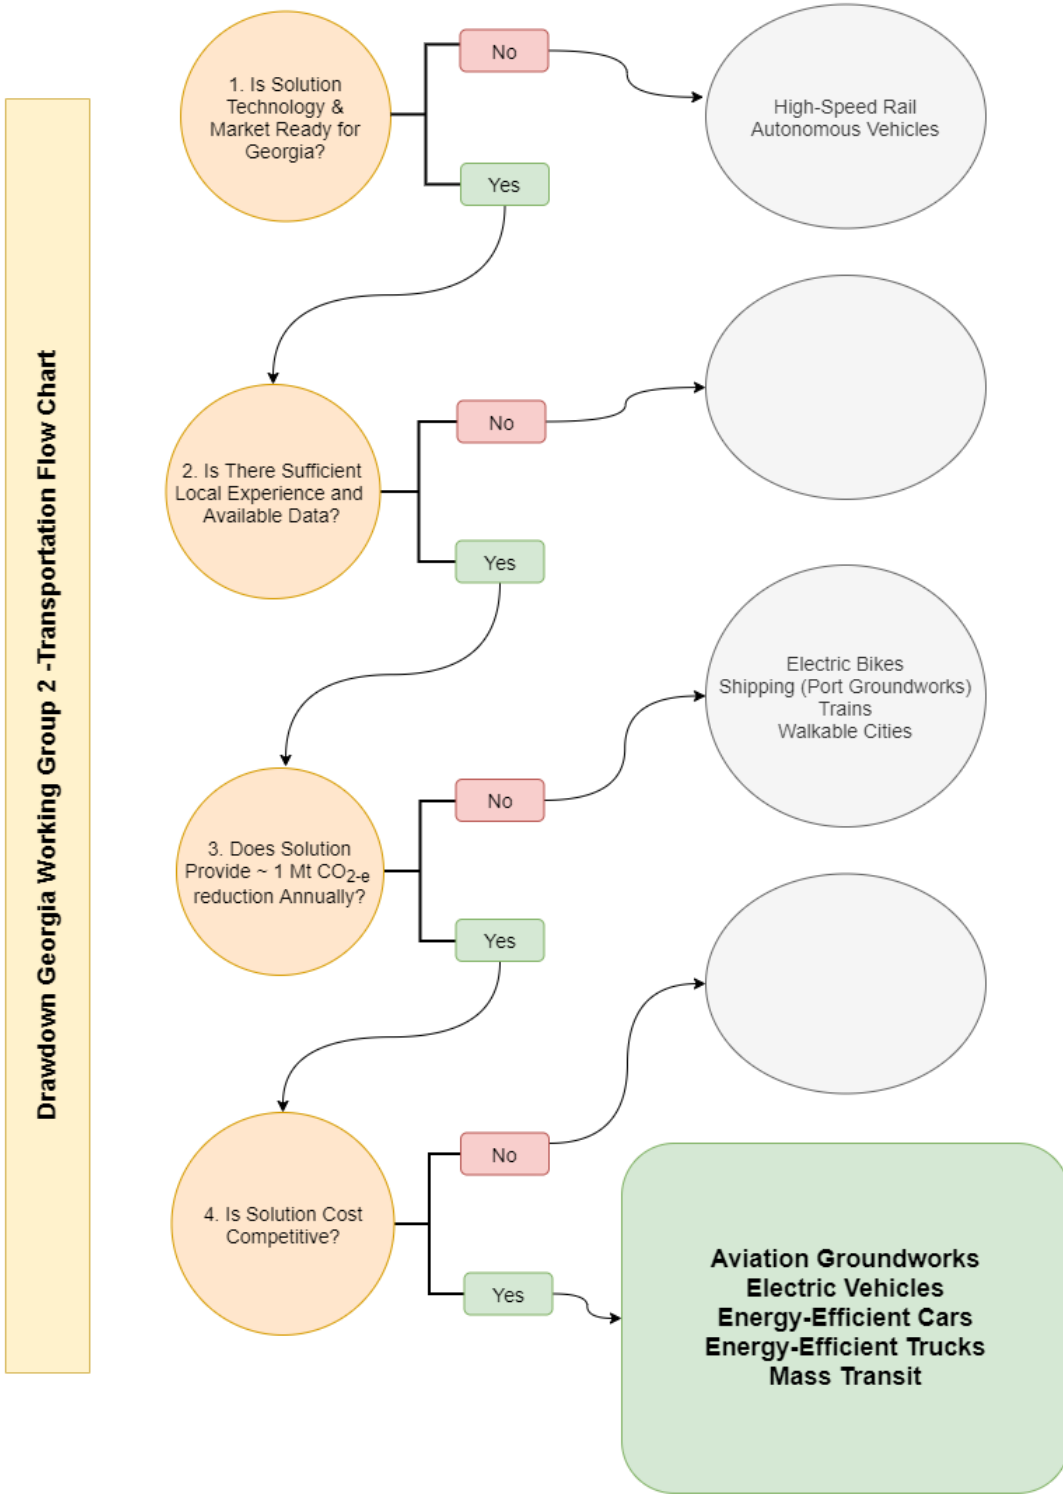 Drawdown Georgia Working Group 2 -Transportation Flow Chart
1. Is Solution
Technology &
Market Ready for
Georgia?
No
Yes
High-Speed Rail
Autonomous Vehicles
2. Is There Sufficient
Local Experience and
Available Data?
No
Yes
3. Does Solution
Provide ~ 1 Mt CO2-e
reduction Annually?
No
Yes
Electric Bikes
Shipping (Port Groundworks)
Trains
Walkable Cities
4. Is Solution Cost
Competitive?
No
Yes
Aviation Groundworks
Electric Vehicles
Energy-Efficient Cars
Energy-Efficient Trucks
Mass Transit